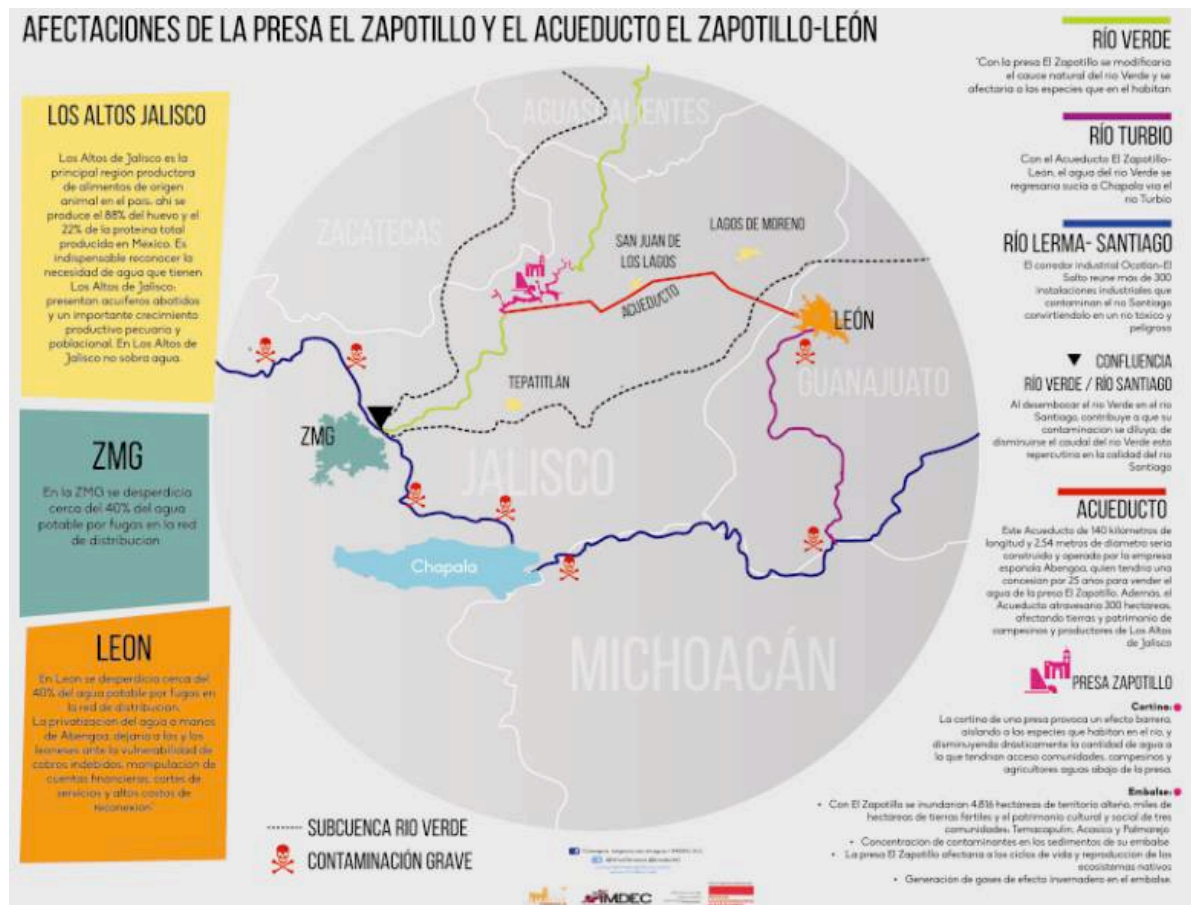 AFECTACIONES DE LA PRESA EL ZAPOTILLO Y EL ACUEDUCTO EL ZAPOTILLO-LEÓN
LOS ALTOS JALISCO
Los Altos de Jalisco es la
principal region productora
de alimentos de origen
animal en el pais, ahi se
produce el 88% del huevo y el
22% de la proteina total
producida en Mexico. Es
indispensable reconocer la
necesidad de agua que tienen
Los Altos de Jalisco:
presentan acuiferos abatidos
y un importante crecimiento
productivo pecuario y
poblacional. En Los Altos de
Jalisco no sobra agua.
ZMG
En la ZMG se desperdicia
cerca del 40% del agua
potable por fugas en la red
de distribucion
LEON
En Leon se desperdicia cerca del
40% del agua potable por fugas en
la red de distribucion.
La privatizacion del agua a manos
de Abengoa, dejaria a las y los
leoneses ante la vulnerabilidad de
cobros indebidos, manipulacion de
cuentas financieras, cortes de
servicios y altos costos de
reconexion"
AGUASCALIENTES
ZACATECAS
SAN JUAN DE
LOS LAGOS
LAGOS DE MORENO
ACUEDUCTO
LEÓN
GUANAJUATO
TEPATITLÁN
ZMG
JALISCO
Chapala
MICHOACÁN
SUBCUENCA RIO VERDE
CONTAMINACIÓN GRAVE
IMDEC
RÍO VERDE
"Con la presa El Zapotillo se modificaria
el cauce natural del rio Verde y se
afectaria a las especies que en el habitan
RÍO TURBIO
Con el Acueducto El Zapotillo-
León, el agua del rio Verde se
regresaria sucia a Chapala via el
rio Turbio
RÍO LERMA- SANTIAGO
El corredor industrial Ocotlan-El
Salto reune mas de 300
instalaciones industriales que
contaminan el rio Santiago
convirtiendolo en un rio toxico y
peligroso
CONFLUENCIA
RÍO VERDE / RÍO SANTIAGO
Al desembocar el rio Verde en el rio
Santiago, contribuye a que su
contaminacion se diluya; de
disminuirse el caudal del rio Verde esto
repercutiria en la calidad del rio
Santiago
ACUEDUCTO
Este Acueducto de 140 kilometros de
longitud y 2.54 metros de diametro seria
construido y operado por la empresa
española Abengoa, quien tendria una
concesion por 25 anos para vender el
agua de la presa El Zapotillo. Ademas, el
Acueducto atravesaria 300 hectareas,
afectando tierras y patrimonio de
campesinos y productores de Los Altos
de Jalisco
PRESA ZAPOTILLO
Cortina:
La cortina de una presa provoca un efecto barrera,
aislando a las especies que habitan en el rio, y
disminuyendo drásticamente la cantidad de agua a
la que tendrian acceso comunidades, campesinos y
agricultores aguas abajo de la presa.
Embalse:
• Con El Zapotillo se inundarian 4,816 hectareas de territorio alteño, miles de
hectareas de tierras fertiles y el patrimonio cultural y social de tres
comunidades: Temacapulin, Acasico y Palmarejo
• Concentracion de contaminantes en los sedimentos de su embalse
• La presa El Zapotillo afectaria a los ciclos de vida y reproduccion de los
ecosistemas nativos
• Generación de gases de efecto invernadero en el embalse.